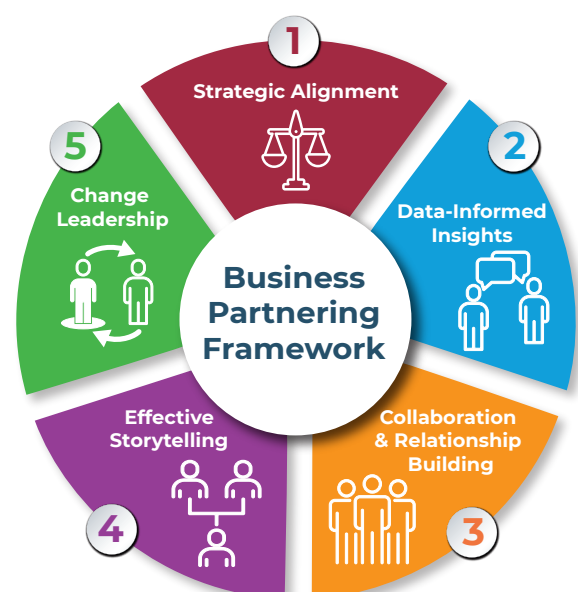 1
Strategic Alignment
2
Data-Informed
Insights
3
Collaboration
& Relationship
Building
4
Effective
Storytelling
5
Change
Leadership
Business
Partnering
Framework